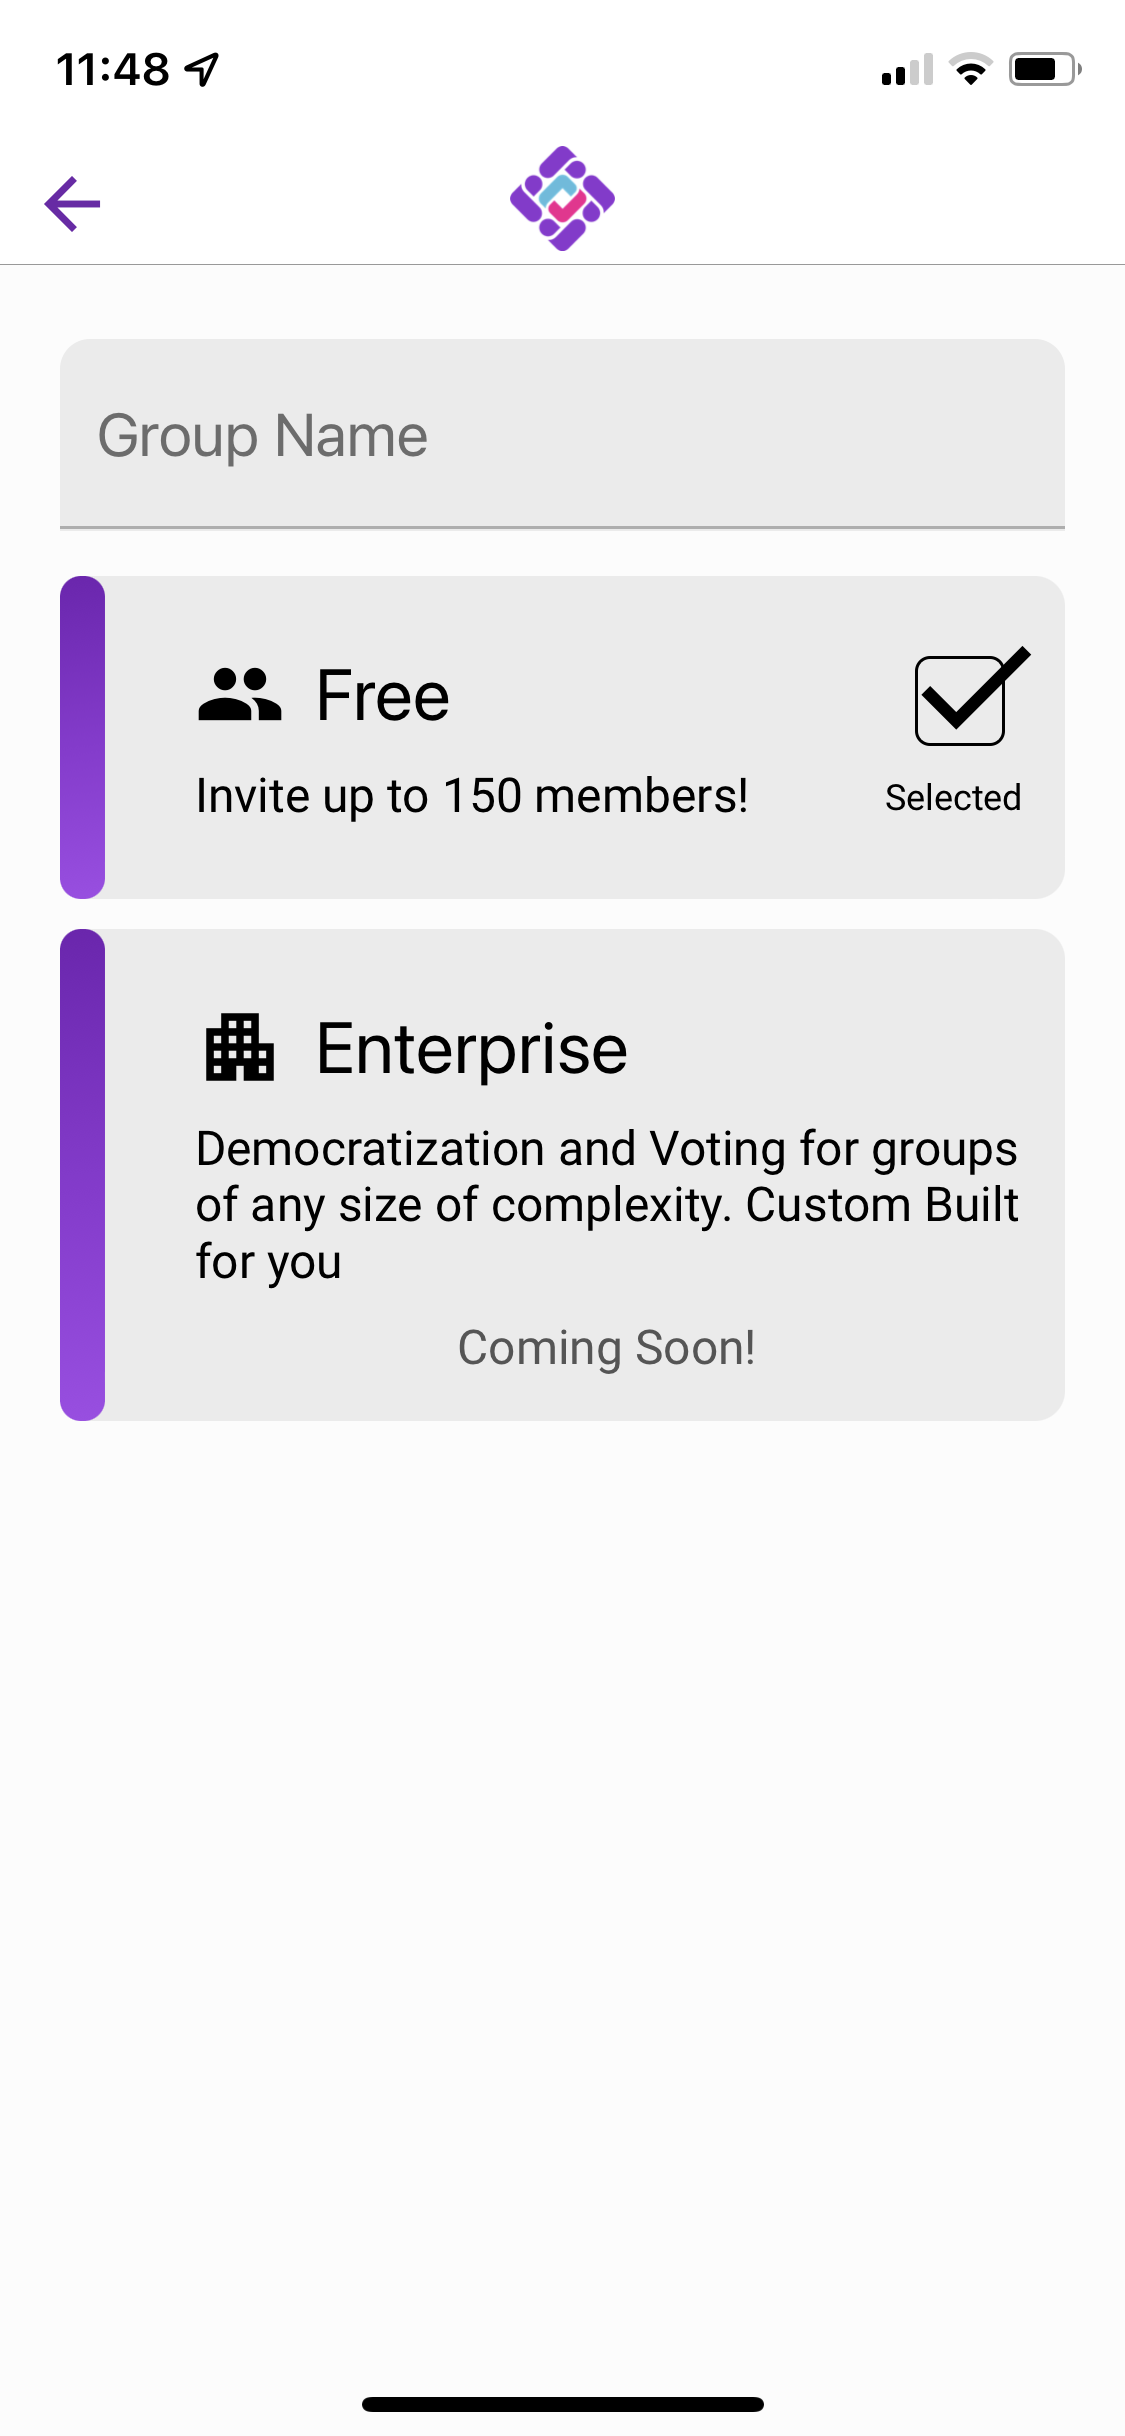 11:48
Group Name
Free
Invite up to 150 members!
Selected
Enterprise
Democratization and Voting for groups
of any size of complexity. Custom Built
for you
Coming Soon!